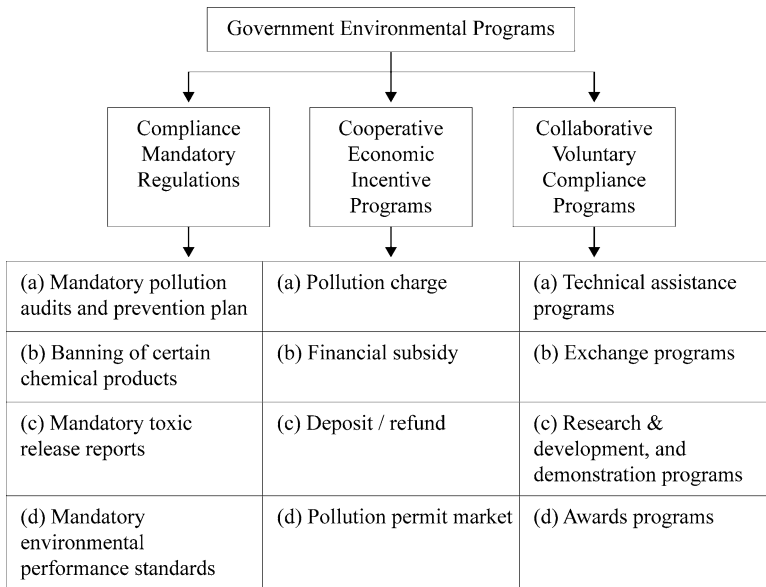 Government Environmental Programs
Compliance
Mandatory
Regulations
Cooperative
Economic
Incentive
Programs
Collaborative
Voluntary
Compliance
Programs
(a) Mandatory pollution
audits and prevention plan
(a) Pollution charge
(a) Technical assistance
programs
(b) Banning of certain
chemical products
(b) Financial subsidy
(b) Exchange programs
(c) Mandatory toxic
release reports
(c) Deposit / refund
(c) Research &
development, and
demonstration programs
(d) Mandatory
environmental
performance standards
(d) Pollution permit market
(d) Awards programs